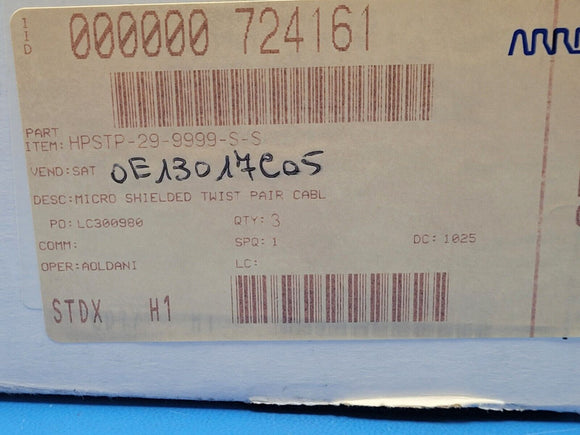 IID 000000 724161
PART
ITEM: HPSTP-29-9999-S-S
VEND: SAT 0E13017C05
DESC: MICRO SHIELDED TWIST PAIR CABL
PO: LC300980 QTY: 3
COMM: SPQ: 1 DC: 1025
OPER: AOLDANI LC:
STDX H1